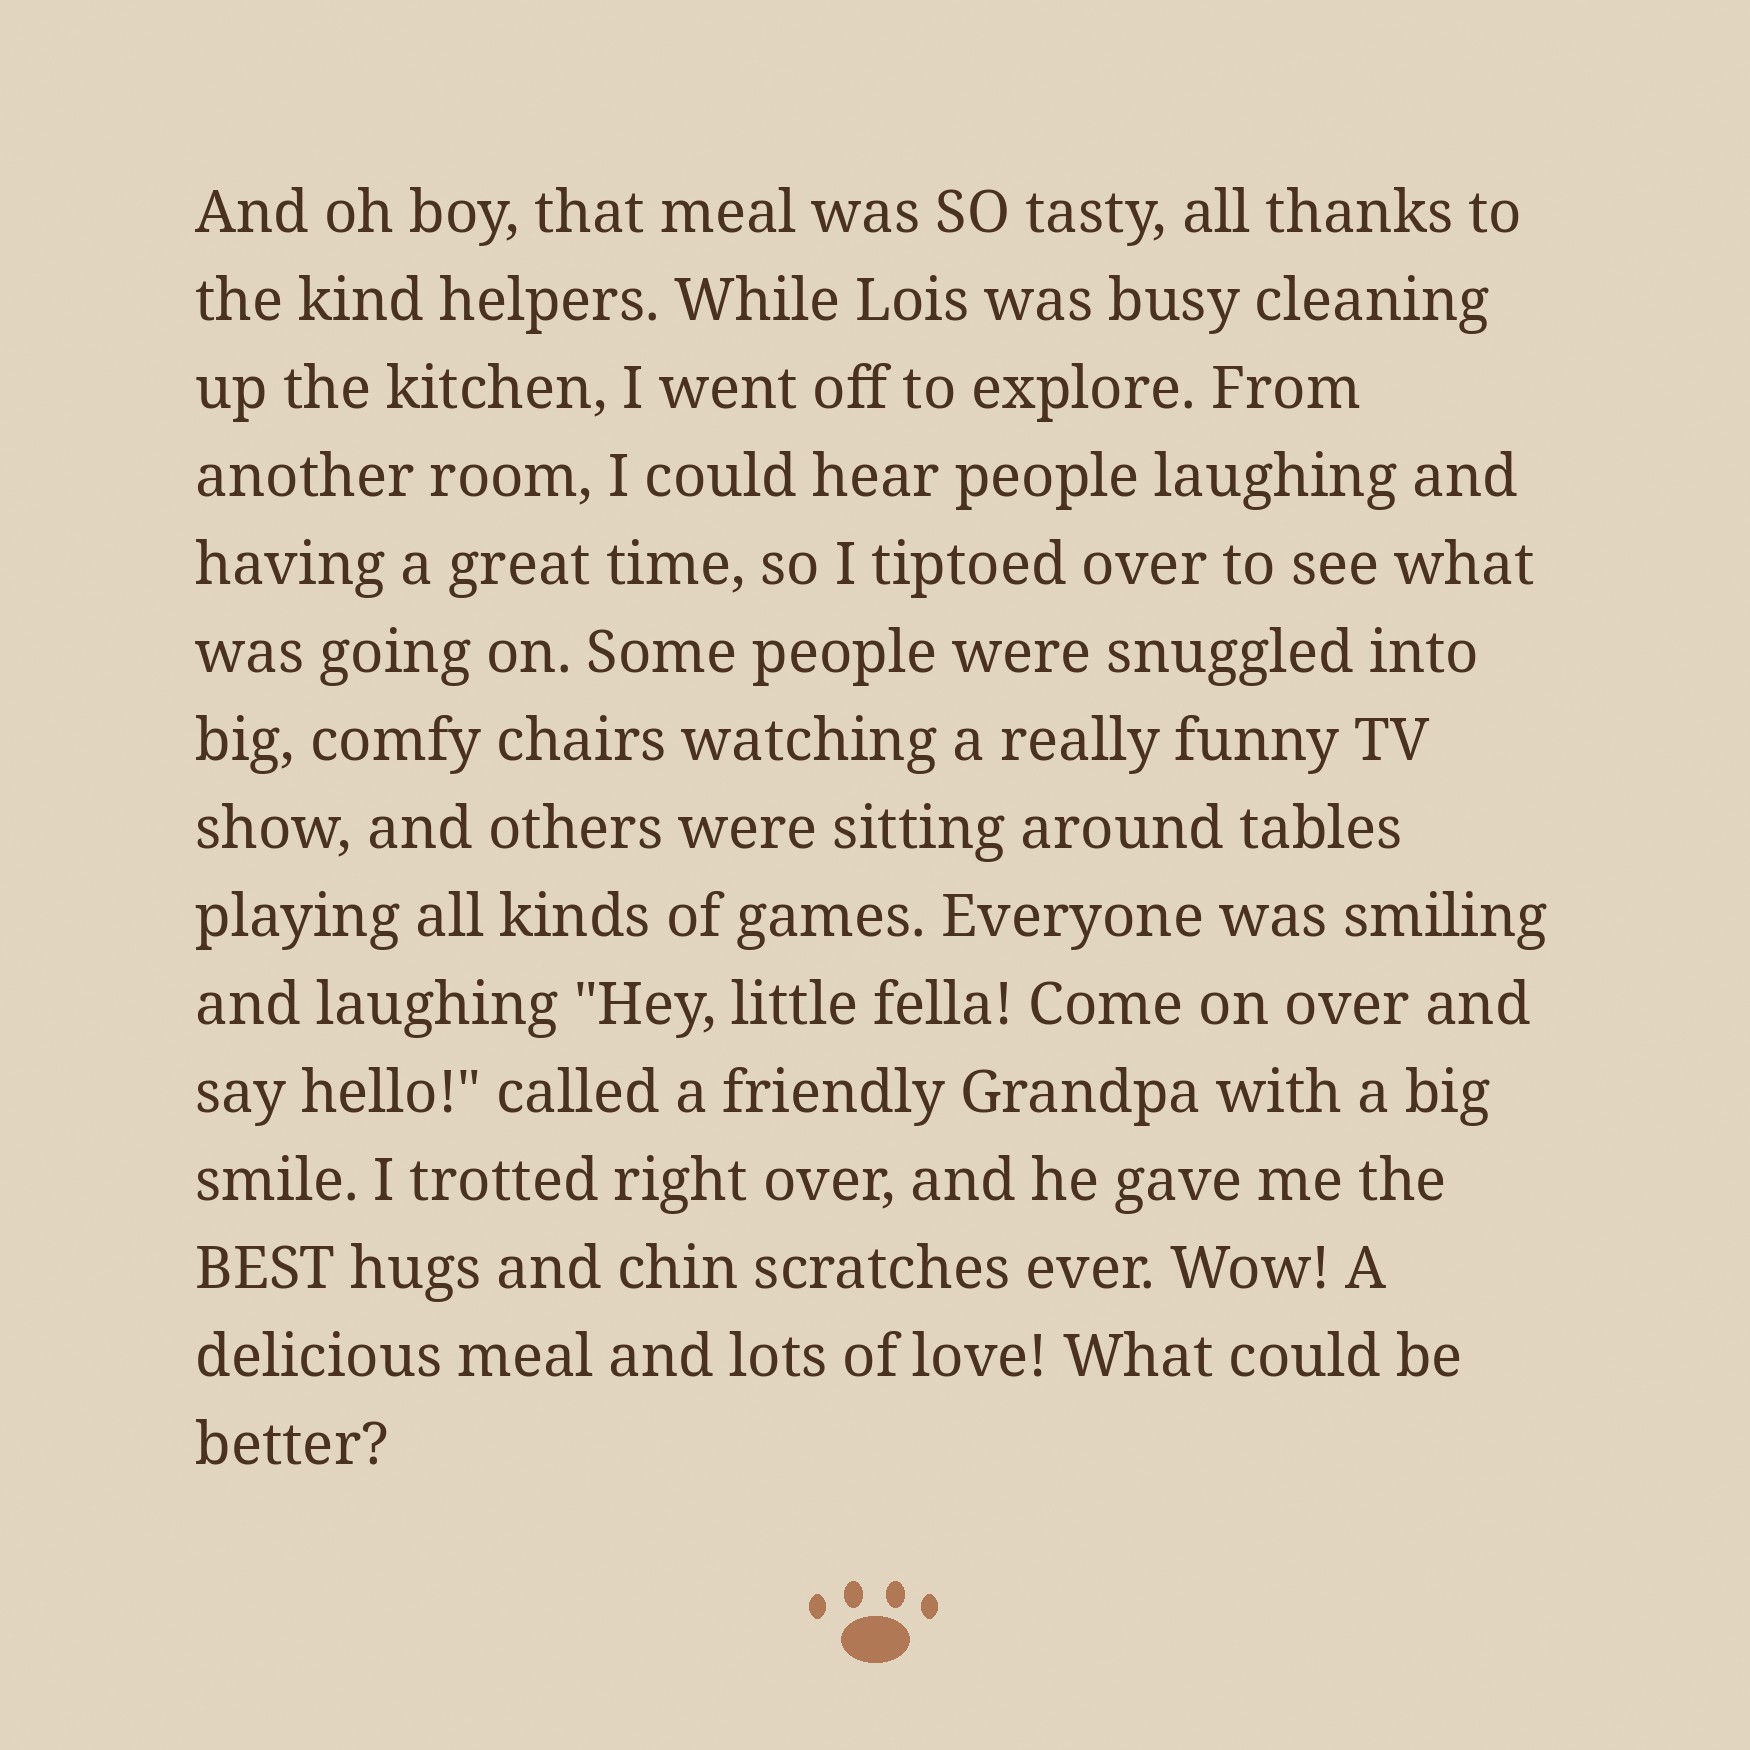 And oh boy, that meal was SO tasty, all thanks to
the kind helpers. While Lois was busy cleaning
up the kitchen, I went off to explore. From
another room, I could hear people laughing and
having a great time, so I tiptoed over to see what
was going on. Some people were snuggled into
big, comfy chairs watching a really funny TV
show, and others were sitting around tables
playing all kinds of games. Everyone was smiling
and laughing "Hey, little fella! Come on over and
say hello!" called a friendly Grandpa with a big
smile. I trotted right over, and he gave me the
BEST hugs and chin scratches ever. Wow! A
delicious meal and lots of love! What could be
better?